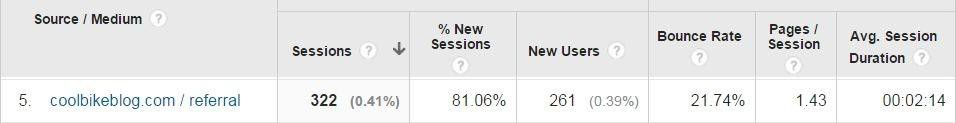 Source / Medium ?
Sessions ?
% New
Sessions
?
New Users ?
Bounce Rate
?
Pages /
Session
?
Avg. Session
Duration ?
5. coolbikeblog.com / referral 322 (0.41%) 81.06% 261 (0.39%) 21.74% 1.43 00:02:14